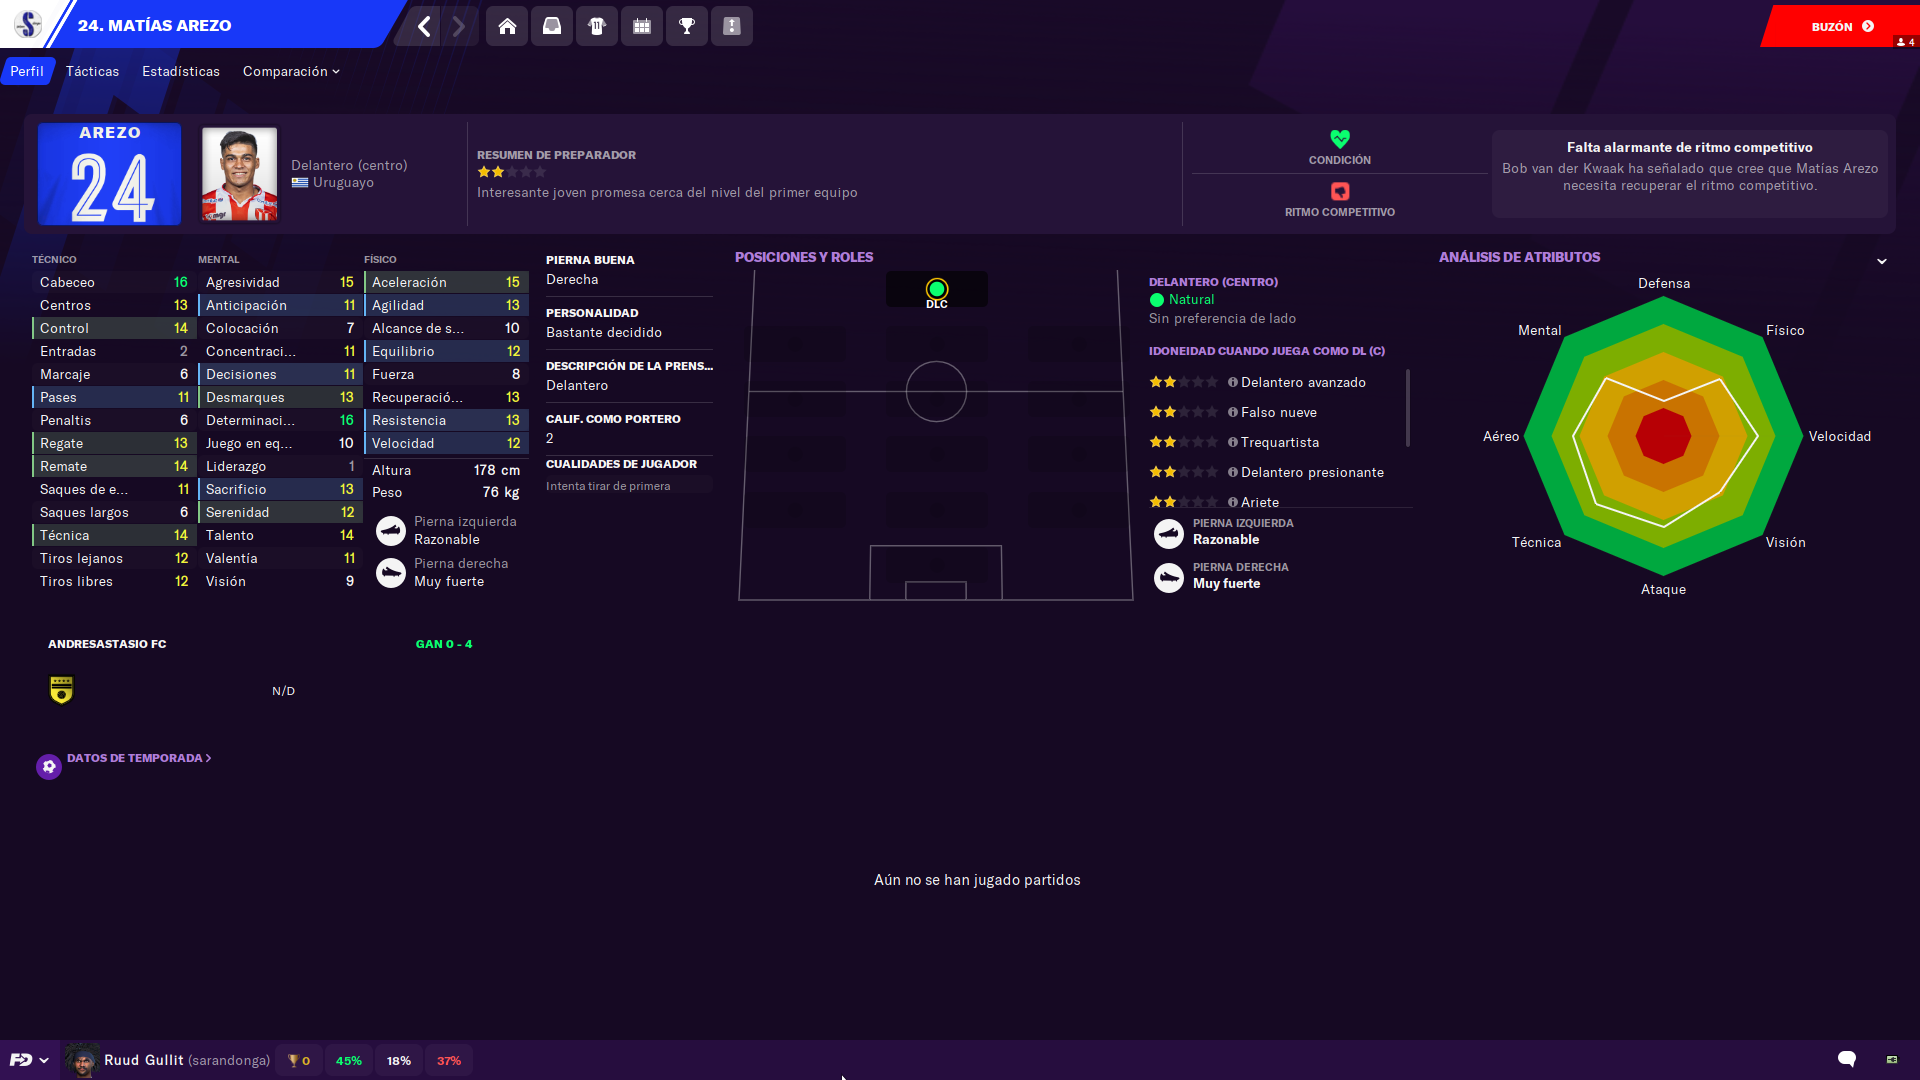 24. MATÍAS AREZO
11
BUZÓN
4
Perfil
Tácticas
Estadísticas
Comparación
AREZO
24
Delantero (centro)
Uruguayo
RESUMEN DE PREPARADOR
Interesante joven promesa cerca del nivel del primer equipo
CONDICIÓN
RITMO COMPETITIVO
Falta alarmante de ritmo competitivo
Bob van der Kwaak ha señalado que cree que Matías Arezo
necesita recuperar el ritmo competitivo.
TÉCNICO
Cabeceo 16
Centros 13
Control 14
Entradas 2
Marcaje 6
Pases 11
Penaltis 6
Regate 13
Remate 14
Saques de e... 11
Saques largos 6
Técnica 14
Tiros lejanos 12
Tiros libres 12
MENTAL
Agresividad 15
Anticipación 11
Colocación 7
Concentraci... 11
Decisiones 11
Desmarques 13
Determinaci... 16
Juego en eq... 10
Liderazgo 1
Sacrificio 13
Serenidad 12
Talento 14
Valentía 11
Visión 9
FÍSICO
Aceleración 15
Agilidad 13
Alcance de s... 10
Equilibrio 12
Fuerza 8
Recuperació... 13
Resistencia 13
Velocidad 12
Altura 178 cm
Peso 76 kg
Pierna izquierda
Razonable
Pierna derecha
Muy fuerte
PIERNA BUENA
Derecha
PERSONALIDAD
Bastante decidido
DESCRIPCIÓN DE LA PRENS...
Delantero
CALIF. COMO PORTERO
2
CUALIDADES DE JUGADOR
Intenta tirar de primera
POSICIONES Y ROLES
DLC
DELANTERO (CENTRO)
Natural
Sin preferencia de lado
IDONEIDAD CUANDO JUEGA COMO DL (C)
Delantero avanzado
Falso nueve
Trequartista
Delantero presionante
Ariete
PIERNA IZQUIERDA
Razonable
PIERNA DERECHA
Muy fuerte
ANÁLISIS DE ATRIBUTOS
Defensa
Físico
Velocidad
Visión
Ataque
Técnica
Aéreo
Mental
ANDRESASTASIO FC
GAN 0 - 4
N/D
DATOS DE TEMPORADA
Aún no se han jugado partidos
FD
Ruud Gullit (sarandonga)
0
45%
18%
37%